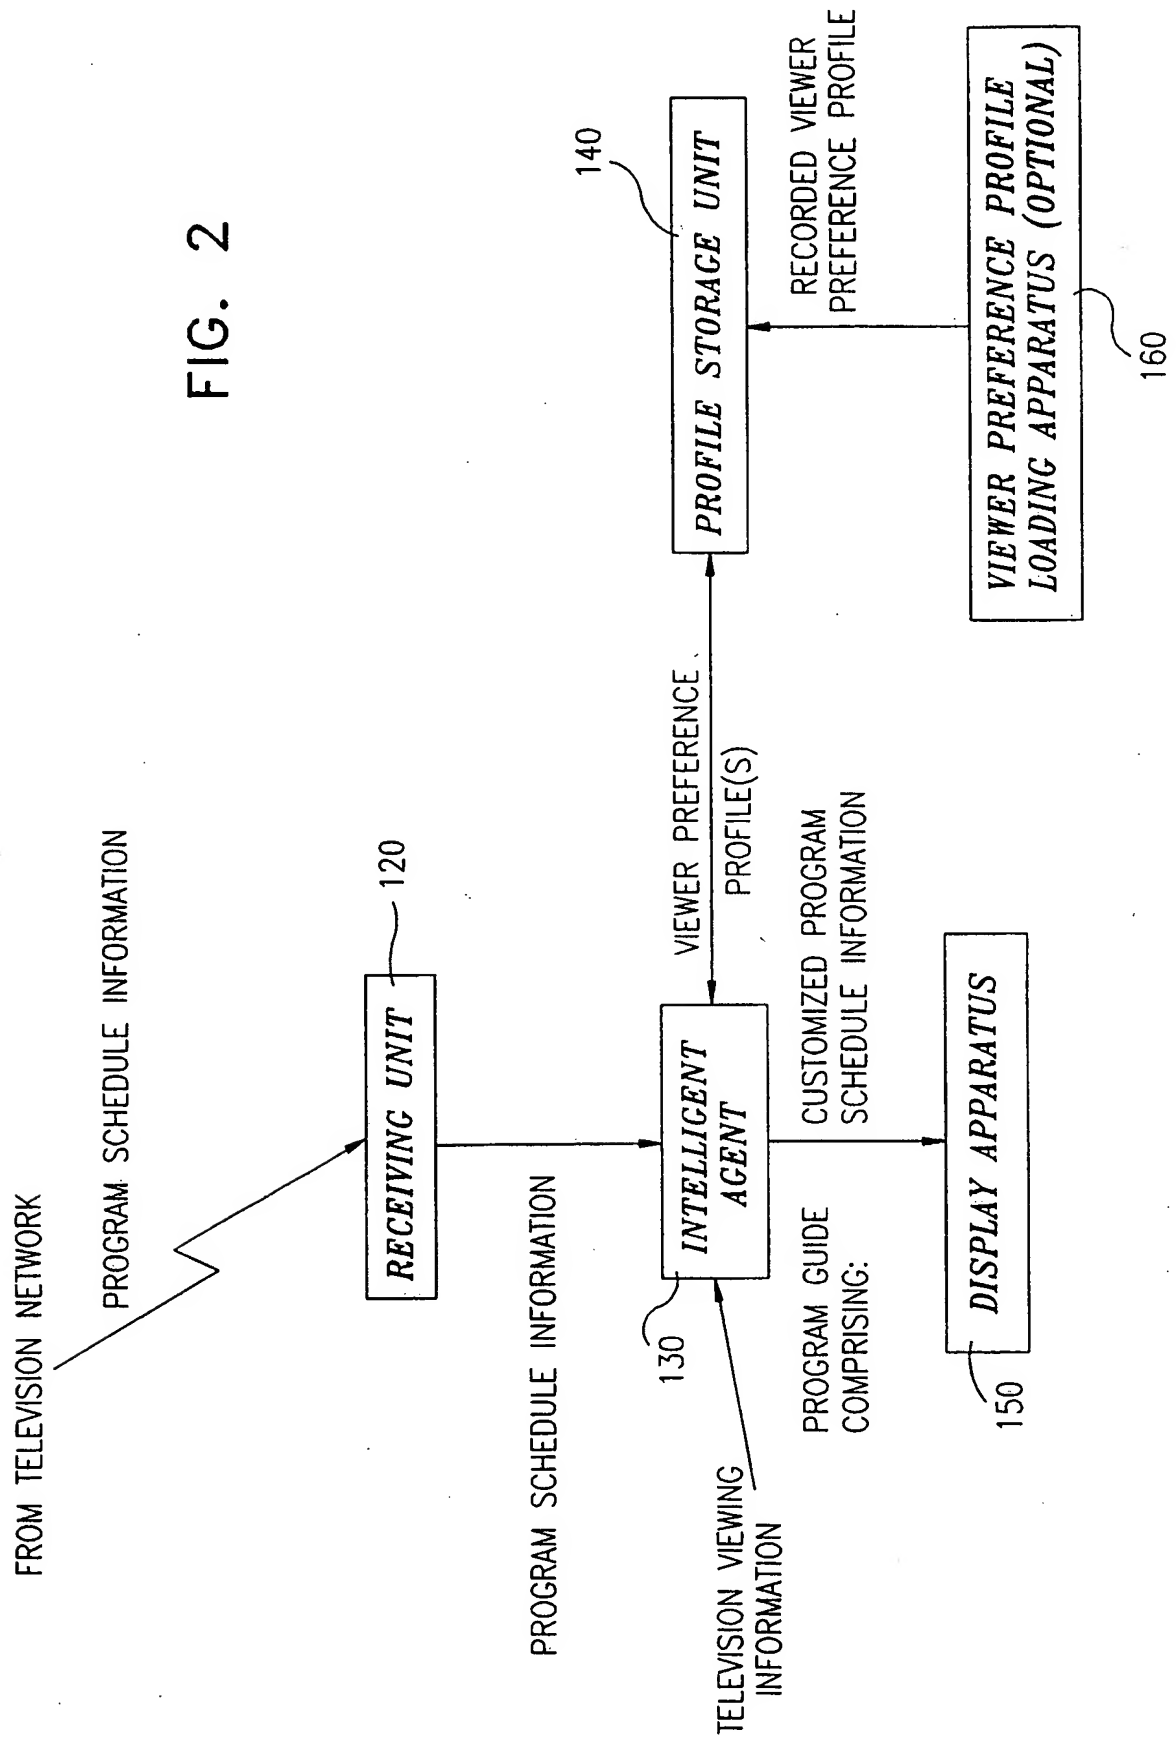 FIG. 2
FROM TELEVISION NETWORK
PROGRAM SCHEDULE INFORMATION
120
RECEIVING UNIT
PROGRAM SCHEDULE INFORMATION
130
INTELLIGENT
AGENT
TELEVISION VIEWING
INFORMATION
VIEWER PREFERENCE
PROFILE(S)
140
PROFILE STORAGE UNIT
RECORDED VIEWER
PREFERENCE PROFILE
PROGRAM GUIDE
COMPRISING:
CUSTOMIZED PROGRAM
SCHEDULE INFORMATION
150
DISPLAY APPARATUS
VIEWER PREFERENCE PROFILE
LOADING APPARATUS (OPTIONAL)
160